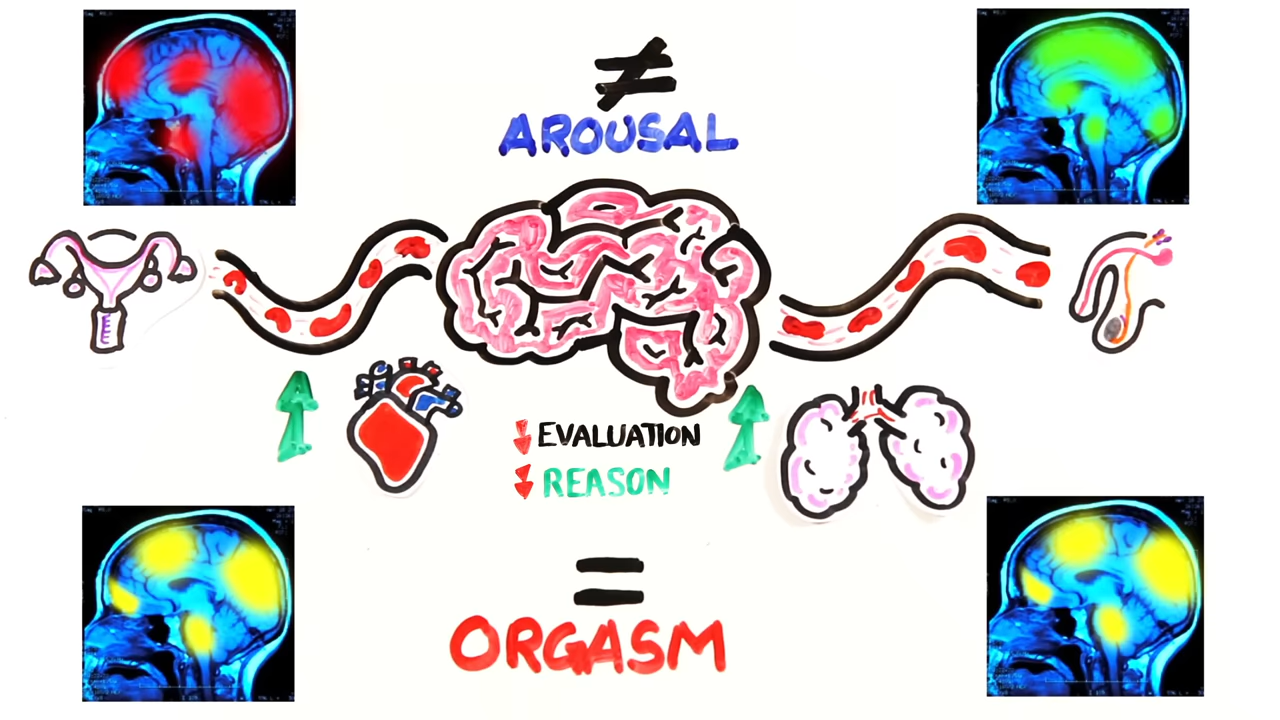 ≠
AROUSAL
EVALUATION
REASON
=
ORGASM